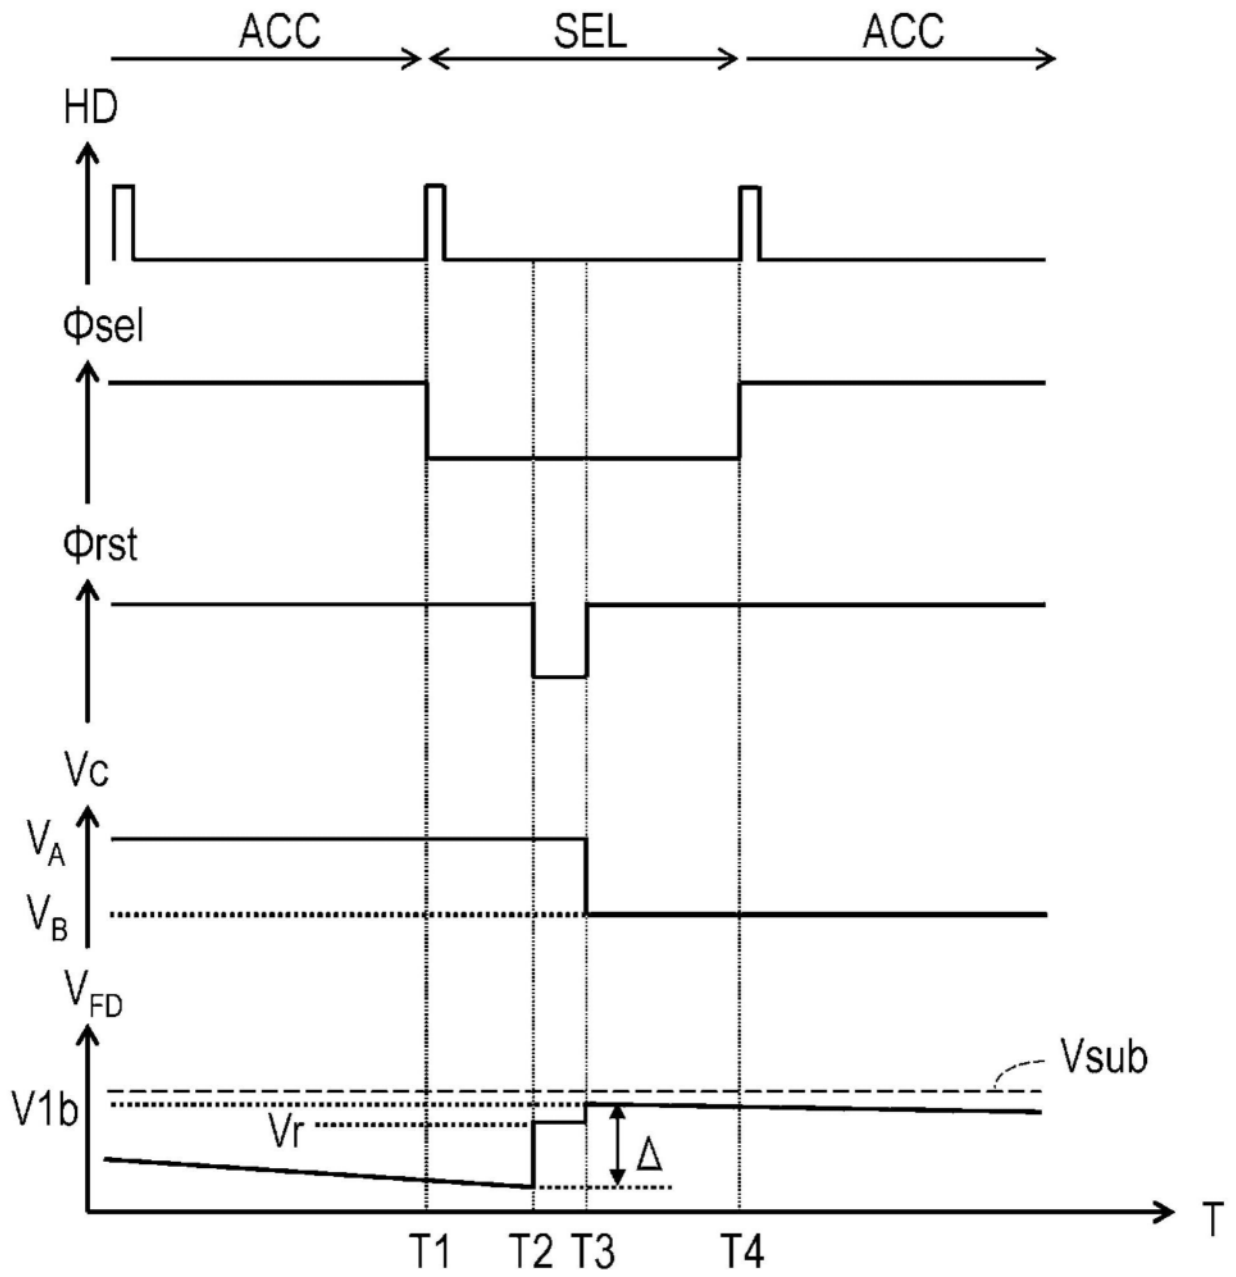 ACC SEL ACC
HD
Φsel
Φrst
Vc
VA
VB
VFD
Vsub
V1b
Vr
Δ
T
T1 T2 T3 T4